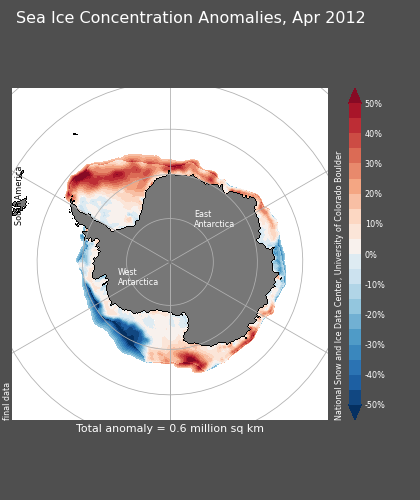 Sea Ice Concentration Anomalies, Apr 2012
South America
East
Antarctica
West
Antarctica
50%
40%
30%
20%
10%
0%
-10%
-20%
-30%
-40%
-50%
National Snow and Ice Data Center, University of Colorado Boulder
final data
Total anomaly = 0.6 million sq km